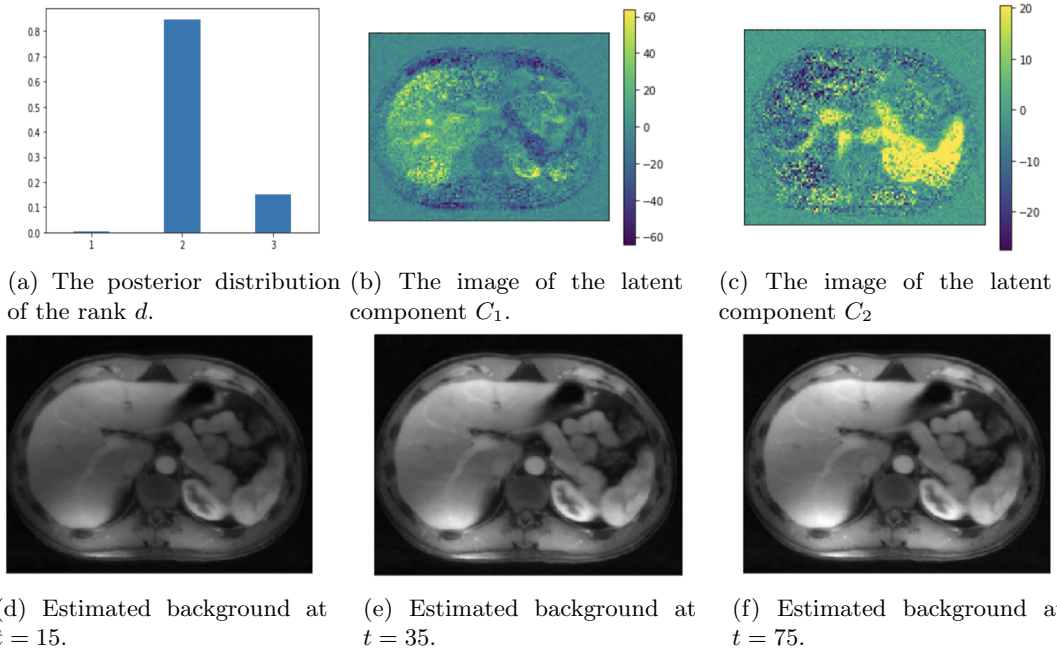 0.8
0.7
0.6
0.5
0.4
0.3
0.2
0.1
0.0
1 2 3
60
40
20
0
−20
−40
−60
20
10
0
−10
−20
(a) The posterior distribution
of the rank d.
(b) The image of the latent
component C₁.
(c) The image of the latent
component C₂
(d) Estimated background at
t = 15.
(e) Estimated background at
t = 35.
(f) Estimated background at
t = 75.